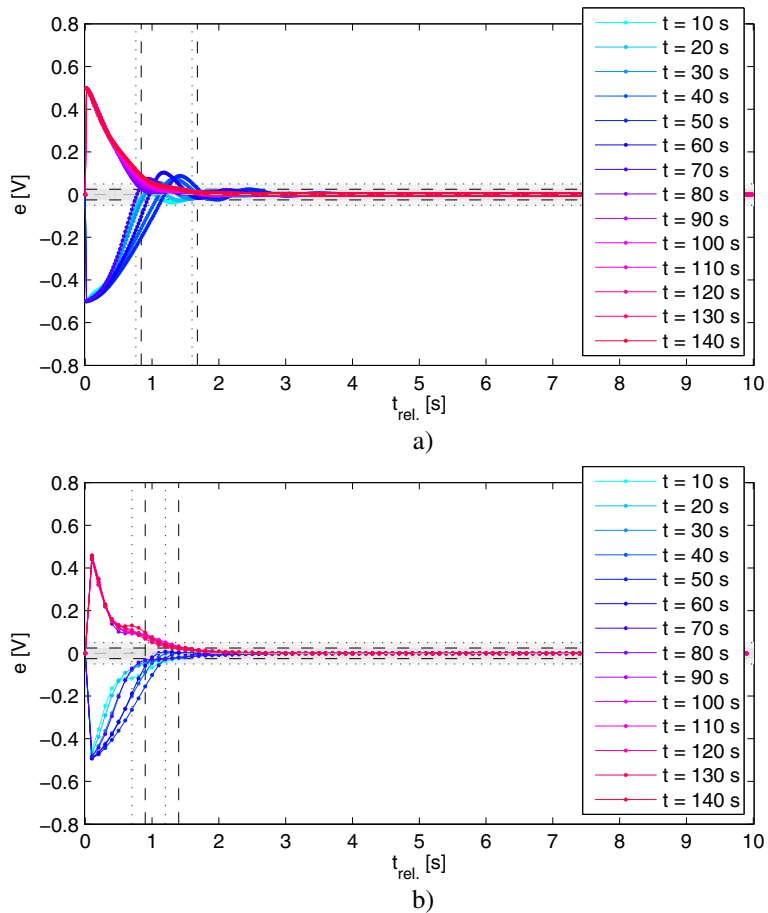 0.8
0.6
0.4
0.2
0
−0.2
−0.4
−0.6
−0.8
e [V]
0 1 2 3 4 5 6 7 8 9 10
t rel. [s]
t = 10 s
t = 20 s
t = 30 s
t = 40 s
t = 50 s
t = 60 s
t = 70 s
t = 80 s
t = 90 s
t = 100 s
t = 110 s
t = 120 s
t = 130 s
t = 140 s
a)
0.8
0.6
0.4
0.2
0
−0.2
−0.4
−0.6
−0.8
e [V]
0 1 2 3 4 5 6 7 8 9 10
t rel. [s]
t = 10 s
t = 20 s
t = 30 s
t = 40 s
t = 50 s
t = 60 s
t = 70 s
t = 80 s
t = 90 s
t = 100 s
t = 110 s
t = 120 s
t = 130 s
t = 140 s
b)